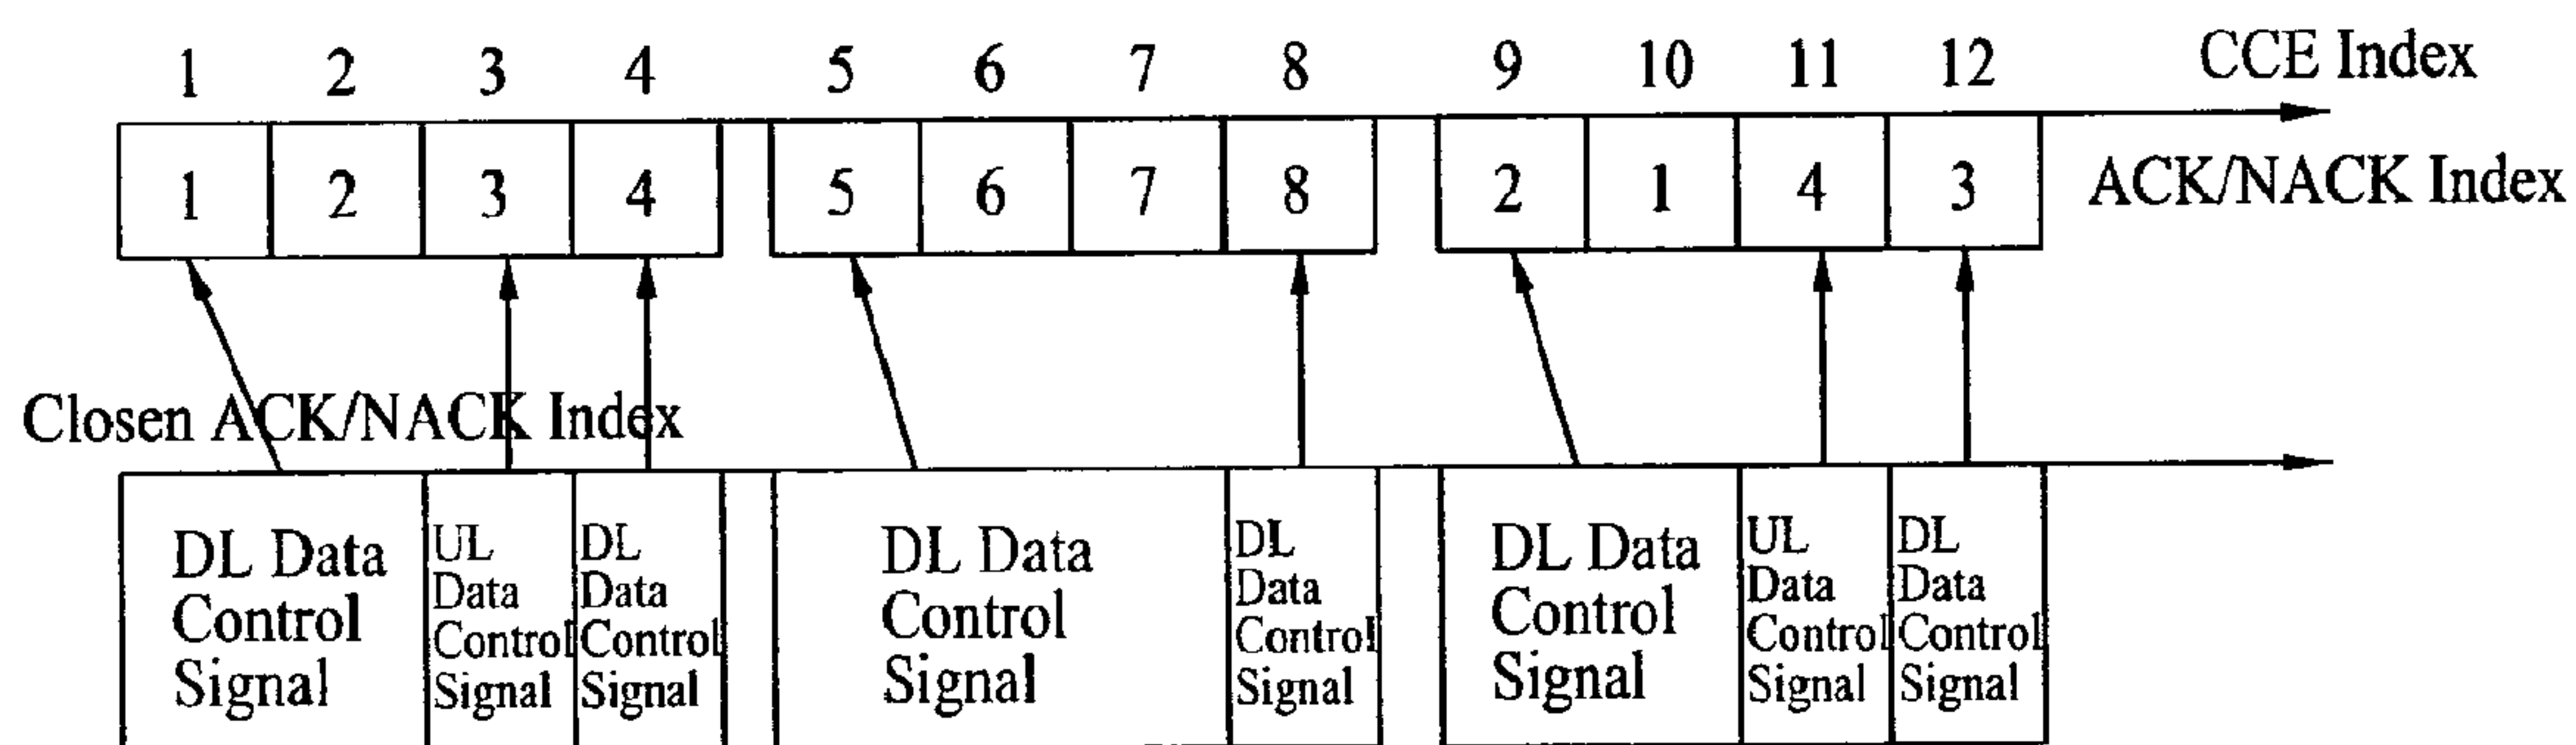 1 2 3 4 5 6 7 8 9 10 11 12 CCE Index
1 2 3 4 5 6 7 8 2 1 4 3 ACK/NACK Index
Closen ACK/NACK Index
DL Data
Control
Signal
UL
Data
Control
Signal
DL
Data
Control
Signal
DL Data
Control
Signal
DL
Data
Control
Signal
DL Data
Control
Signal
UL
Data
Control
Signal
DL
Data
Control
Signal